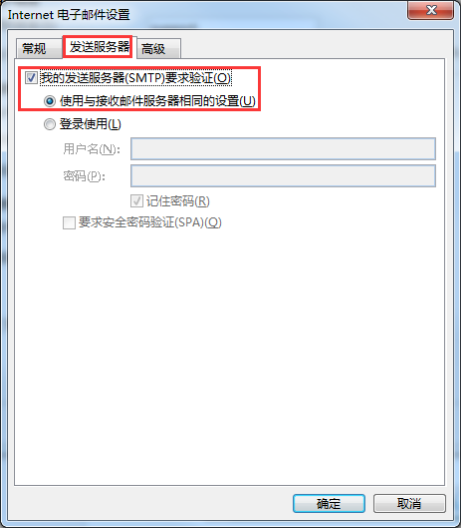 Internet 电子邮件设置
常规 发送服务器 高级
我的发送服务器(SMTP)要求验证(O)
使用与接收邮件服务器相同的设置(U)
登录使用(L)
用户名(N):
密码(P):
记住密码(R)
要求安全密码验证(SPA)(Q)
确定 取消